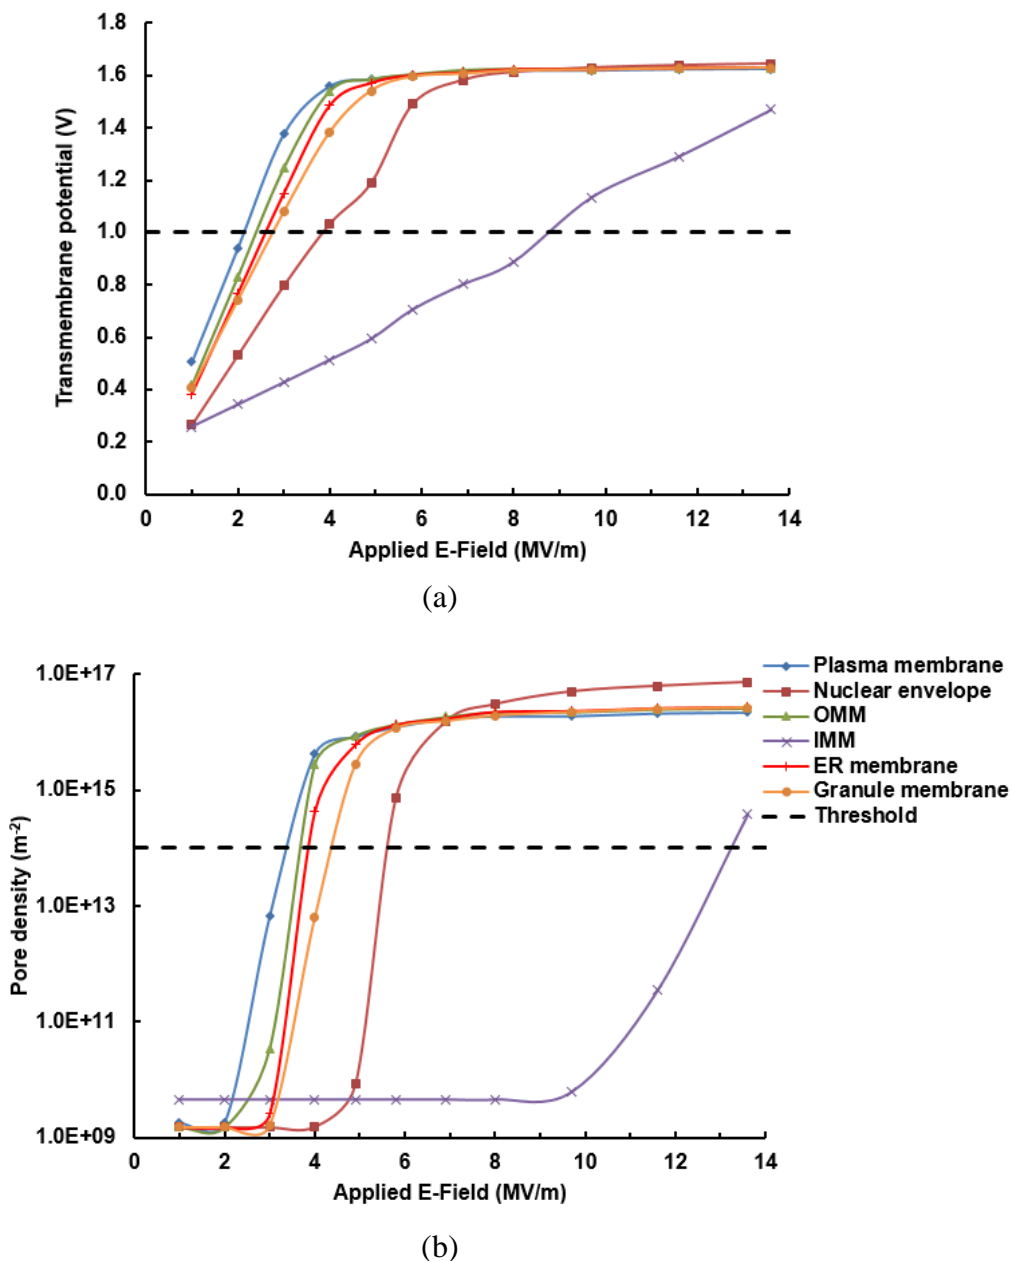 1.8
1.6
1.4
1.2
1.0
0.8
0.6
0.4
0.2
0.0
Transmembrane potential (V)
0 2 4 6 8 10 12 14
Applied E-Field (MV/m)
(a)
1.0E+17
1.0E+15
1.0E+13
1.0E+11
1.0E+09
Pore density (m⁻²)
0 2 4 6 8 10 12 14
Applied E-Field (MV/m)
Plasma membrane
Nuclear envelope
OMM
IMM
ER membrane
Granule membrane
Threshold
(b)